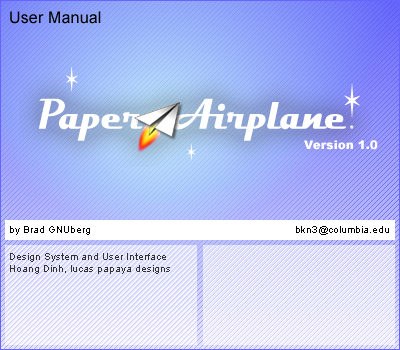 User Manual
Paper Airplane.
Version 1.0
by Brad GNUberg
bkn3@columbia.edu
Design System and User Interface
Hoang Dinh, lucas papaya designs